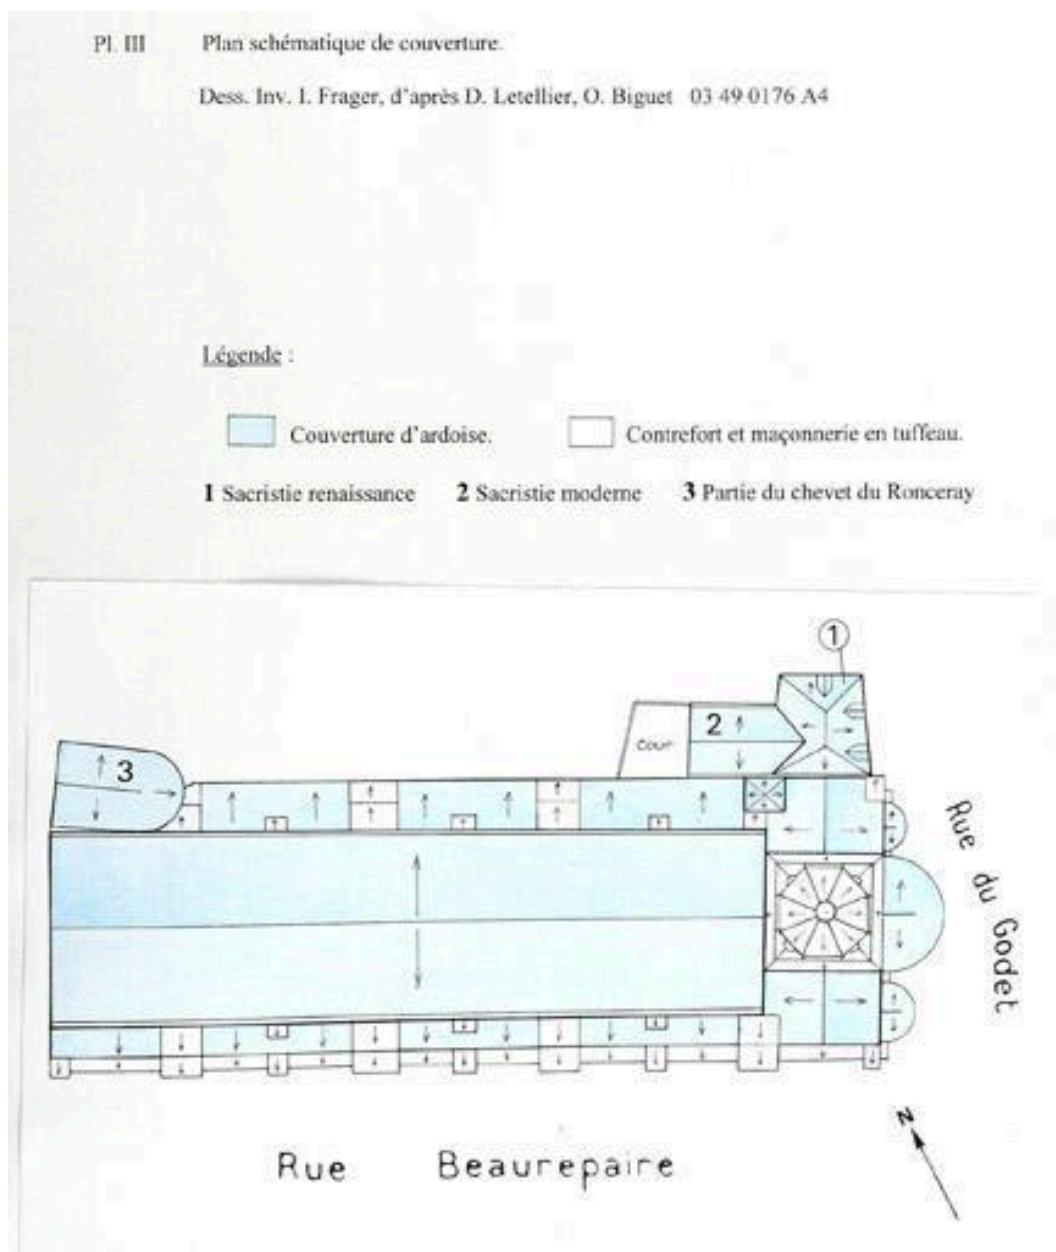 Pl. III Plan schématique de couverture.
Dess. Inv. I. Frager, d'après D. Letellier, O. Biguet 03 49 0176 A4
Légende :
Couverture d'ardoise. Contrefort et maçonnerie en tuffeau.
1 Sacristie renaissance 2 Sacristie moderne 3 Partie du chevet du Ronceray
1
2
Cour
3
Rue du Godet
N
Rue Beaurepaire